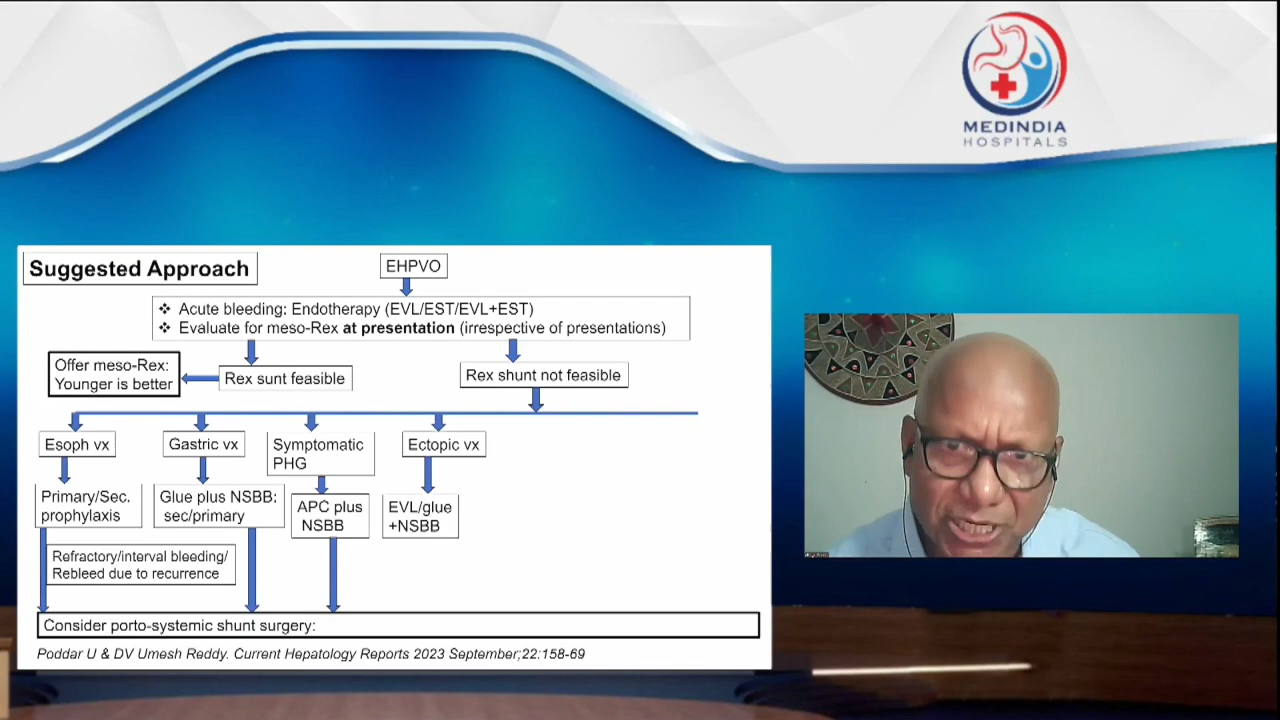 MEDINDIA
HOSPITALS
Suggested Approach
EHPVO
❖ Acute bleeding: Endotherapy (EVL/EST/EVL+EST)
❖ Evaluate for meso-Rex at presentation (irrespective of presentations)
Offer meso-Rex:
Younger is better
Rex sunt feasible
Rex shunt not feasible
Esoph vx
Gastric vx
Symptomatic
PHG
Ectopic vx
Primary/Sec.
prophylaxis
Glue plus NSBB:
sec/primary
APC plus
NSBB
EVL/glue
+NSBB
Refractory/interval bleeding/
Rebleed due to recurrence
Consider porto-systemic shunt surgery:
Poddar U & DV Umesh Reddy. Current Hepatology Reports 2023 September;22:158-69